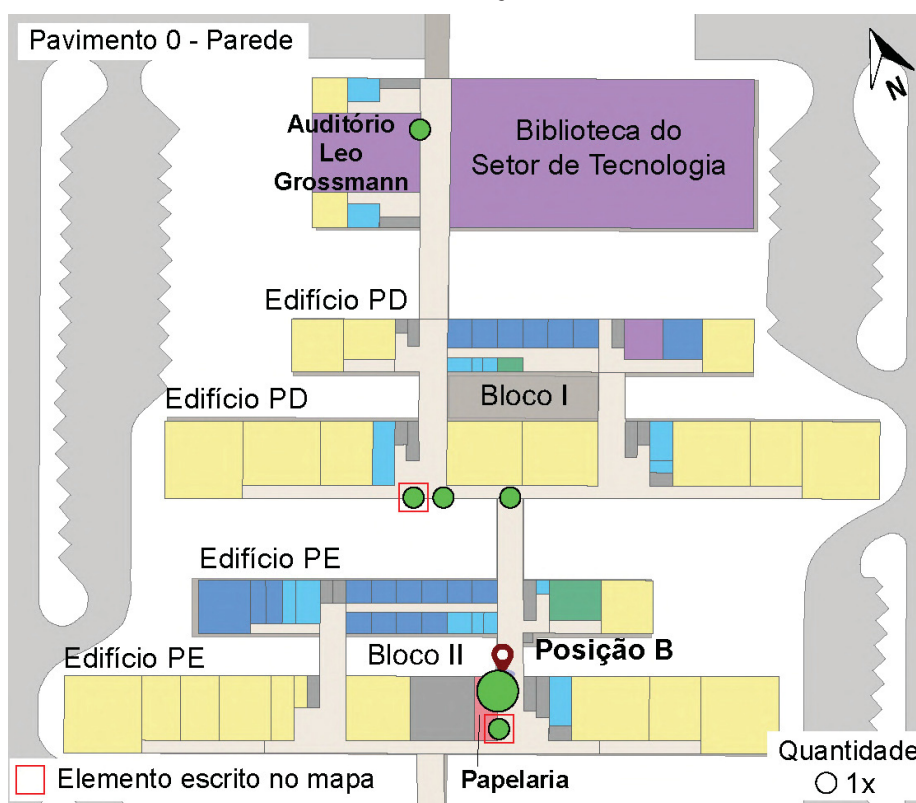 Pavimento 0 - Parede
N
Auditório
Leo
Grossmann
Biblioteca do
Setor de Tecnologia
Edifício PD
Bloco I
Edifício PD
Edifício PE
Bloco II
Posição B
Edifício PE
Papelaria
Elemento escrito no mapa
Quantidade
1x